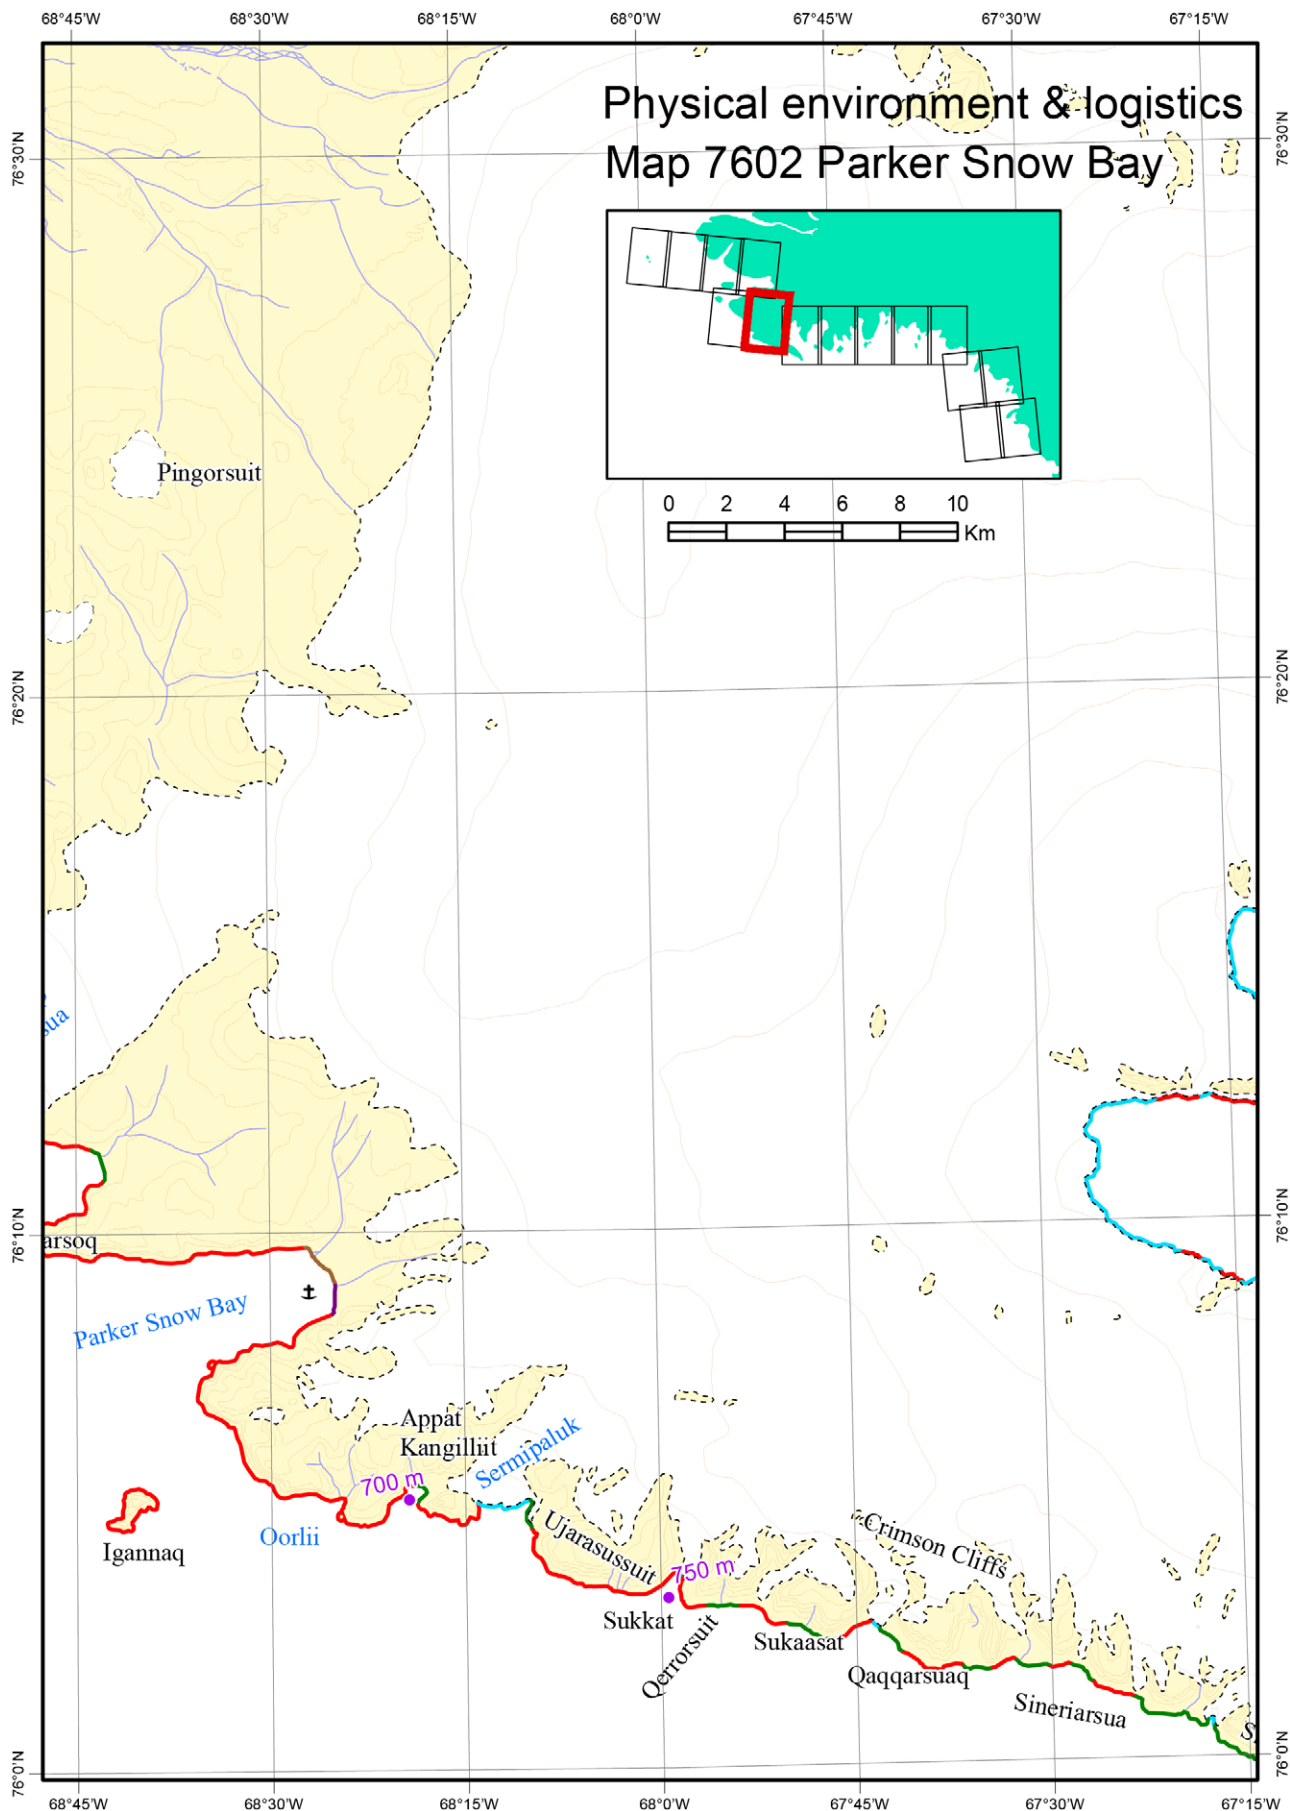 68°45'W 68°30'W 68°15'W 68°0'W 67°45'W 67°30'W 67°15'W
Physical environment & logistics
76°30'N 76°30'N
Map 7602 Parker Snow Bay
Pingorsuit
0 2 4 6 8 10
Km
76°20'N 76°20'N
sua
76°10'N 76°10'N
arsoq
Parker Snow Bay
Appat
Kangilliit
Sermipaluk
700 m
Oorlii
Igannaq
Ujarasussuit
Crimson Cliffs
750 m
Sukkat
Qerrorsuit
Sukaasat
Qaqqarsuaq
Sineriarsua
S
76°0'N 76°0'N
68°45'W 68°30'W 68°15'W 68°0'W 67°45'W 67°30'W 67°15'W